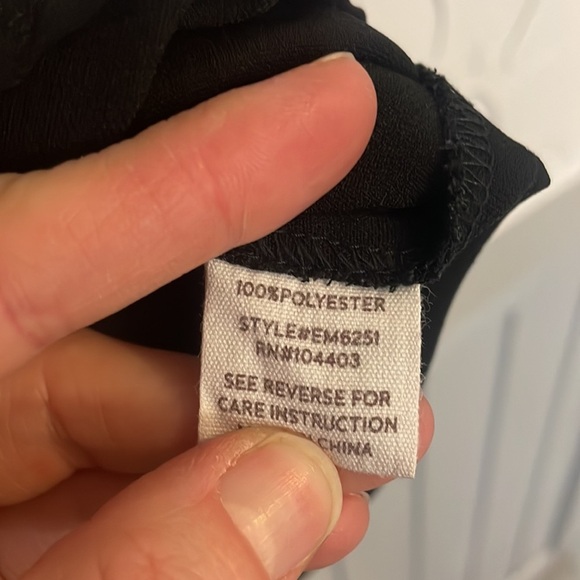 100%POLYESTER
STYLE#EM6251
RN#104403
SEE REVERSE FOR
CARE INSTRUCTION
CHINA